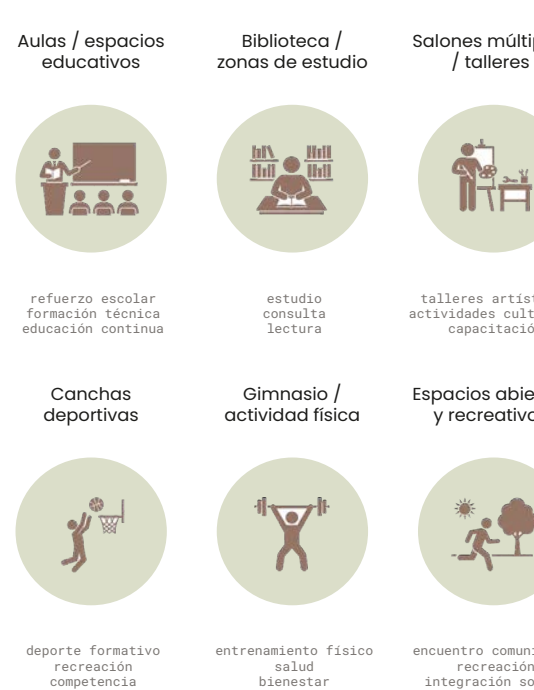 Aulas / espacios
educativos
Biblioteca /
zonas de estudio
Salones
/ talleres
refuerzo escolar
formación técnica
educación continua
estudio
consulta
lectura
talleres
actividades
Canchas
deportivas
Gimnasio /
actividad física
Espacios
y
deporte formativo
recreación
competencia
entrenamiento físico
salud
bienestar
encuentro
recreación
integración